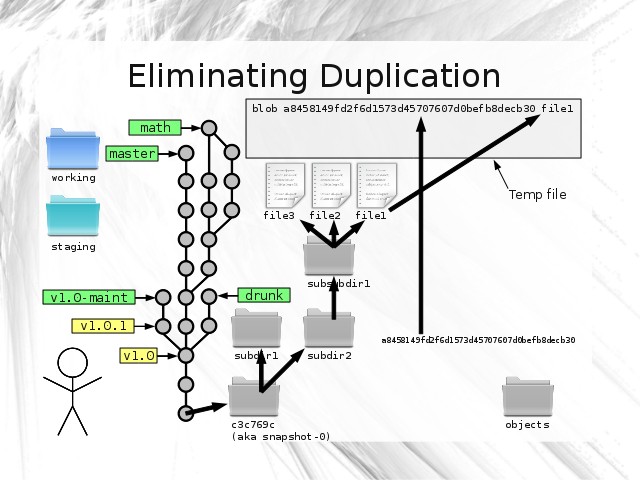 Eliminating Duplication
blob a8458149fd2f6d1573d45707607d0befb8decb30 file1
math
master
working
Temp file
file3
file2
file1
staging
subsubdir1
v1.0-maint
drunk
v1.0.1
a8458149fd2f6d1573d45707607d0befb8decb30
v1.0
subdir1
subdir2
c3c769c
(aka snapshot-0)
objects